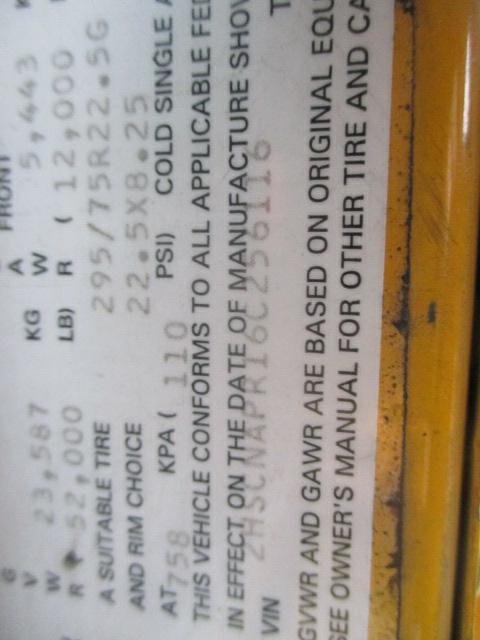 G FRONT
V A
W 23,587 KG W 5,443
R 52,000 LB) R ( 12,000
A SUITABLE TIRE 295/75R22.5G
AND RIM CHOICE 22.5X8.25
AT 758 KPA ( 110 PSI) COLD SINGLE
THIS VEHICLE CONFORMS TO ALL APPLICABLE FED
IN EFFECT ON THE DATE OF MANUFACTURE SHOW
VIN 2HSCNAPR16C256116 T
GVWR AND GAWR ARE BASED ON ORIGINAL EQU
SEE OWNER'S MANUAL FOR OTHER TIRE AND CA